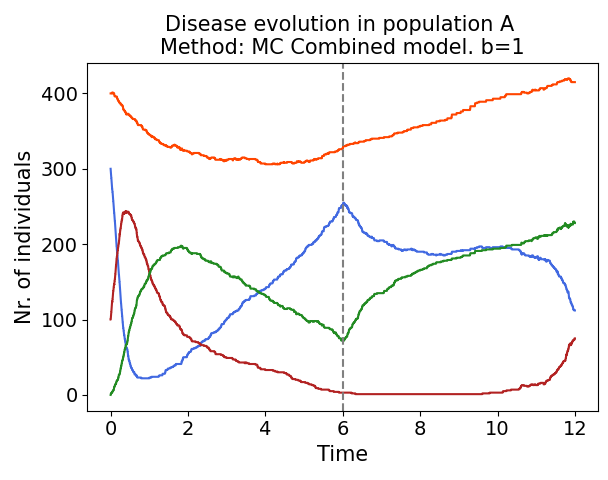 Disease evolution in population A
Method: MC Combined model. b=1
Nr. of individuals
400
300
200
100
0
0 2 4 6 8 10 12
Time